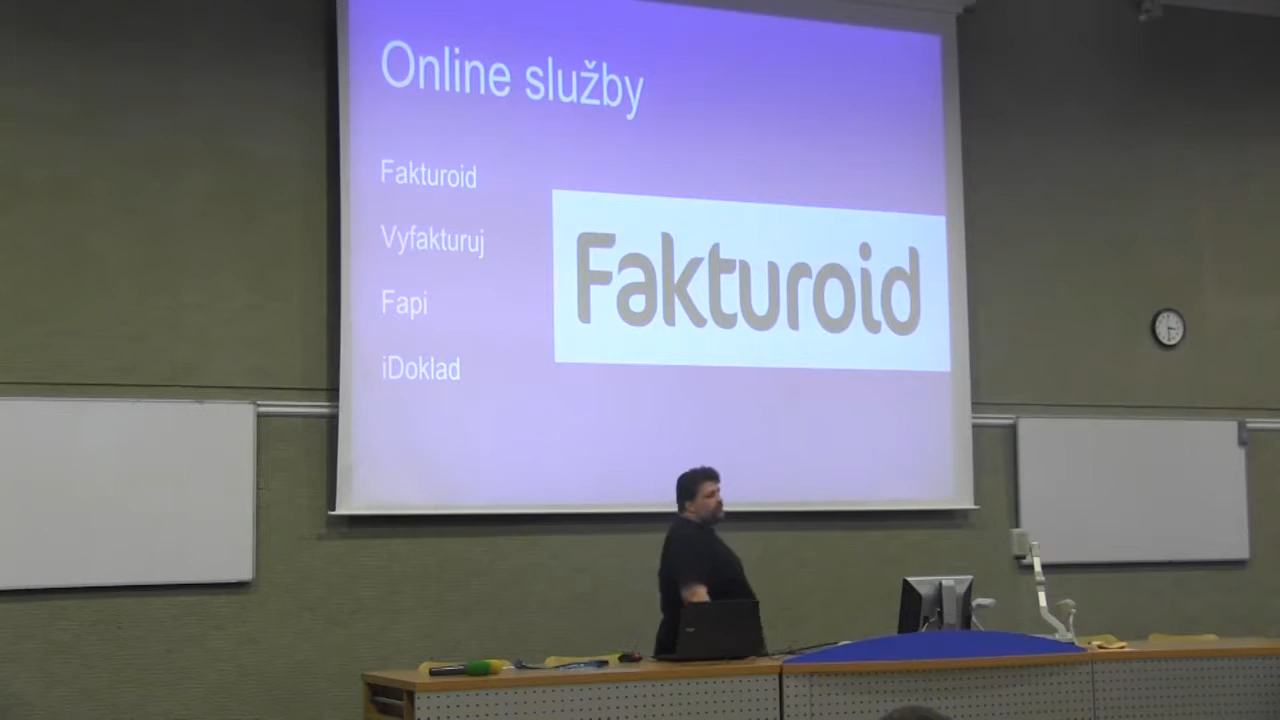 Online služby
Fakturoid
Vyfakturuj
Fapi
iDoklad
Fakturoid